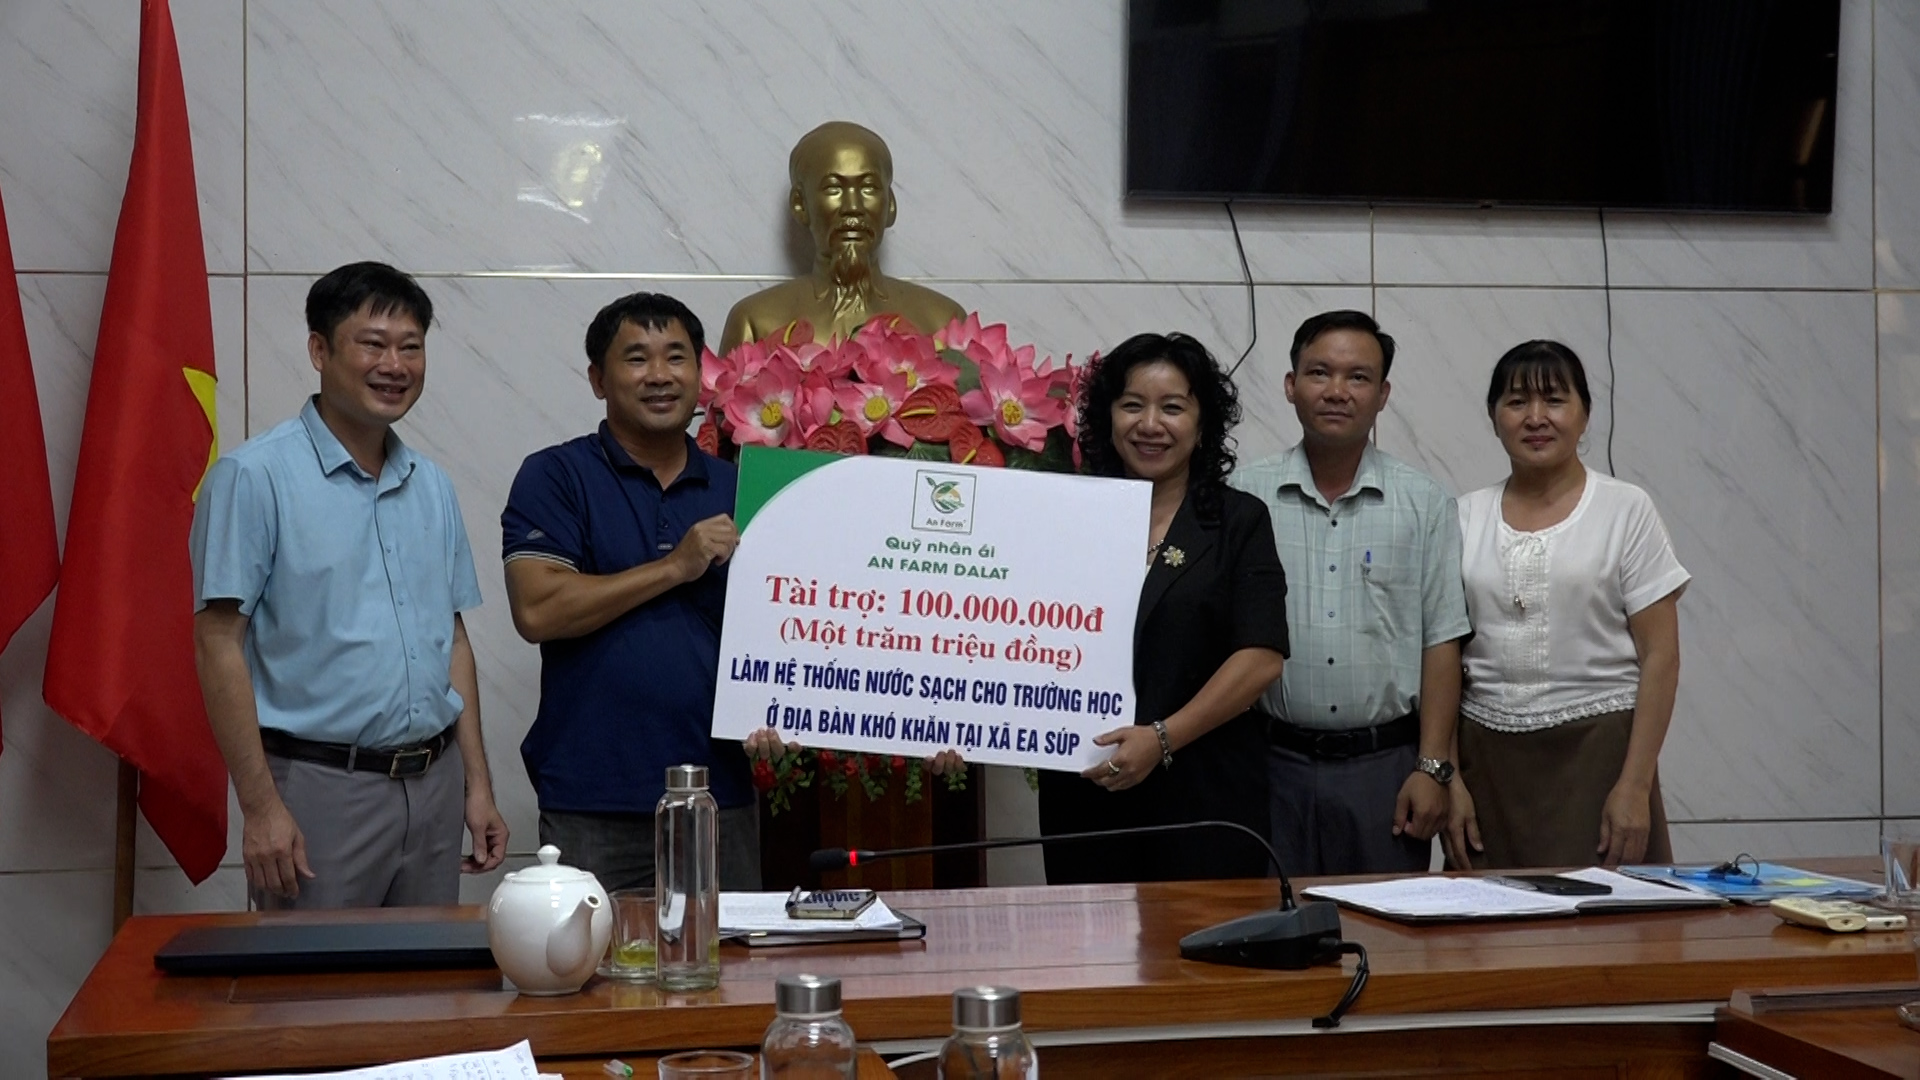 An Farm
Quỹ nhân ái
AN FARM DALAT
Tài trợ: 100.000.000đ
(Một trăm triệu đồng)
LÀM HỆ THỐNG NƯỚC SẠCH CHO TRƯỜNG HỌC
Ở ĐỊA BÀN KHÓ KHĂN TẠI XÃ EA SÚP